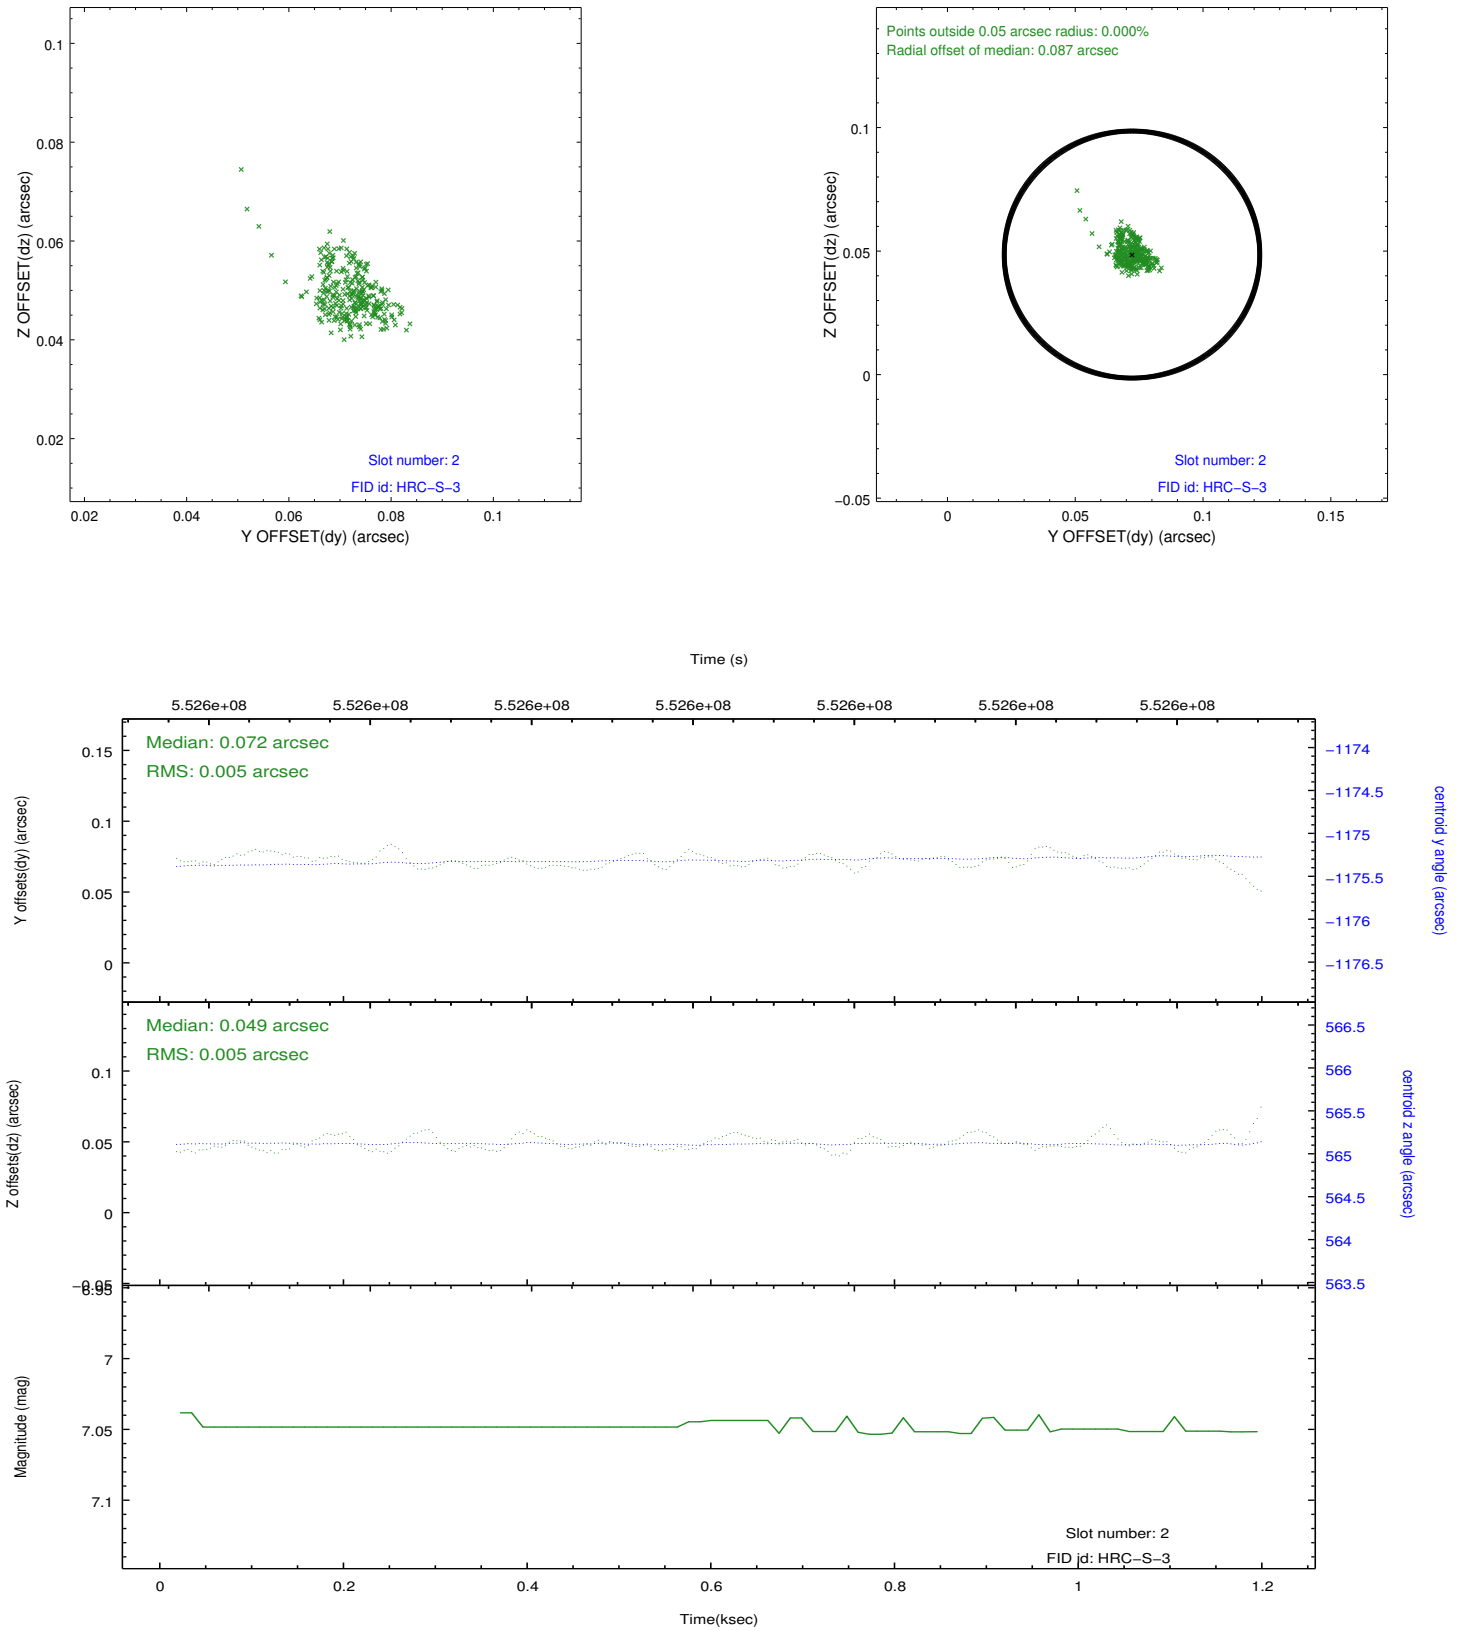 0.1
0.08
0.06
0.04
0.02
Z OFFSET(dz) (arcsec)
Slot number: 2
FID id: HRC−S−3
0.02 0.04 0.06 0.08 0.1
Y OFFSET(dy) (arcsec)
Points outside 0.05 arcsec radius: 0.000%
Radial offset of median: 0.087 arcsec
0.1
0.05
0
−0.05
Z OFFSET(dz) (arcsec)
Slot number: 2
FID id: HRC−S−3
0 0.05 0.1 0.15
Y OFFSET(dy) (arcsec)
Time (s)
5.526e+08 5.526e+08 5.526e+08 5.526e+08 5.526e+08 5.526e+08 5.526e+08
Median: 0.072 arcsec
RMS: 0.005 arcsec
0.15
0.1
0.05
0
Y offsets(dy) (arcsec)
−1174
−1174.5
−1175
−1175.5
−1176
−1176.5
centroid y angle (arcsec)
Median: 0.049 arcsec
RMS: 0.005 arcsec
0.1
0.05
0
−0.05
Z offsets(dz) (arcsec)
566.5
566
565.5
565
564.5
564
563.5
centroid z angle (arcsec)
6.95
7
7.05
7.1
Magnitude (mag)
Slot number: 2
FID id: HRC−S−3
0 0.2 0.4 0.6 0.8 1 1.2
Time(ksec)